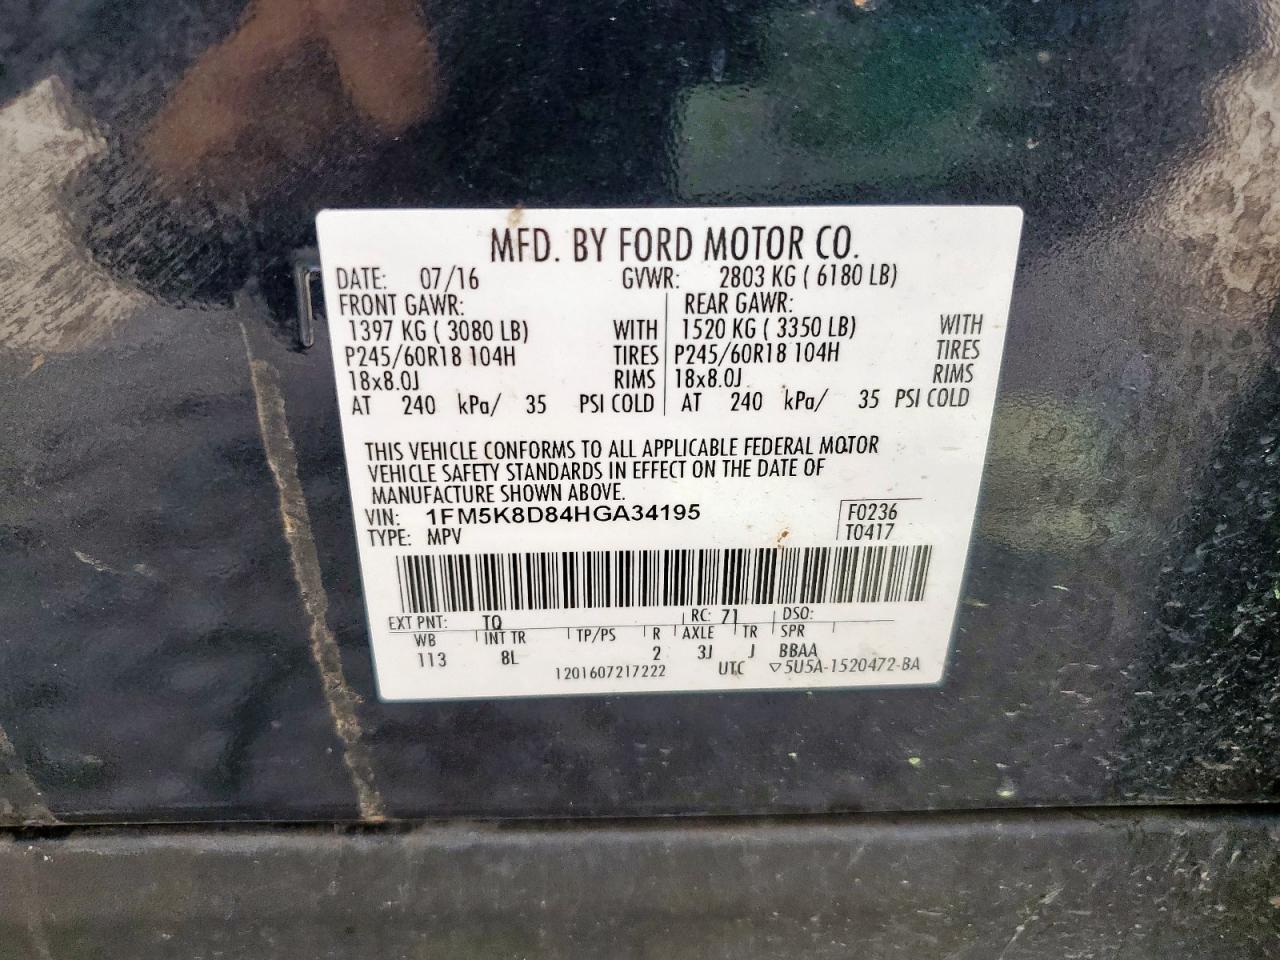 MFD. BY FORD MOTOR CO.
DATE: 07/16 GVWR: 2803 KG ( 6180 LB)
FRONT GAWR: REAR GAWR:
1397 KG ( 3080 LB) WITH 1520 KG ( 3350 LB) WITH
P245/60R18 104H TIRES P245/60R18 104H TIRES
18x8.0J RIMS 18x8.0J RIMS
AT 240 kPa/ 35 PSI COLD AT 240 kPa/ 35 PSI COLD
THIS VEHICLE CONFORMS TO ALL APPLICABLE FEDERAL MOTOR
VEHICLE SAFETY STANDARDS IN EFFECT ON THE DATE OF
MANUFACTURE SHOWN ABOVE.
VIN: 1FM5K8D84HGA34195 F0236
TYPE: MPV T0417
EXT PNT: TQ RC: 71 DSO:
WB INT TR TP/PS R AXLE TR SPR
113 8L 2 3J J BBAA
1201607217222 UTC ▽5U5A-1520472-BA